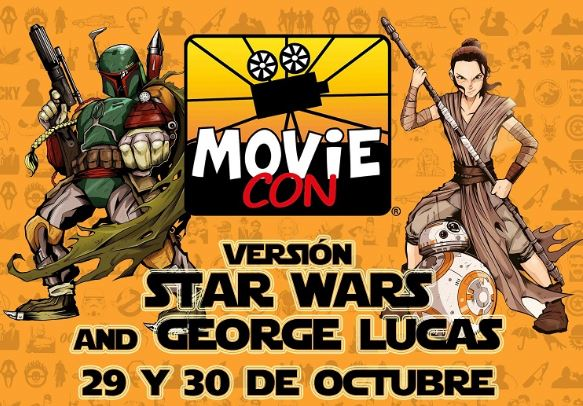 MOViE
CON
®
VERSIÓN
STAR WARS
AND GEORGE LUCAS
29 Y 30 DE OCTUBRE